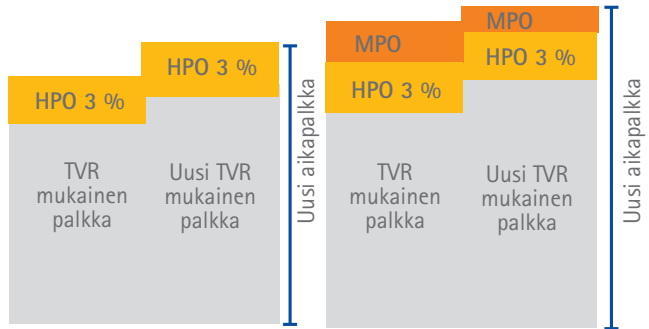 HPO 3 %
TVR
mukainen
palkka
HPO 3 %
Uusi TVR
mukainen
palkka
Uusi aikapalkka
MPO
HPO 3 %
TVR
mukainen
palkka
MPO
HPO 3 %
Uusi TVR
mukainen
palkka
Uusi aikapalkka